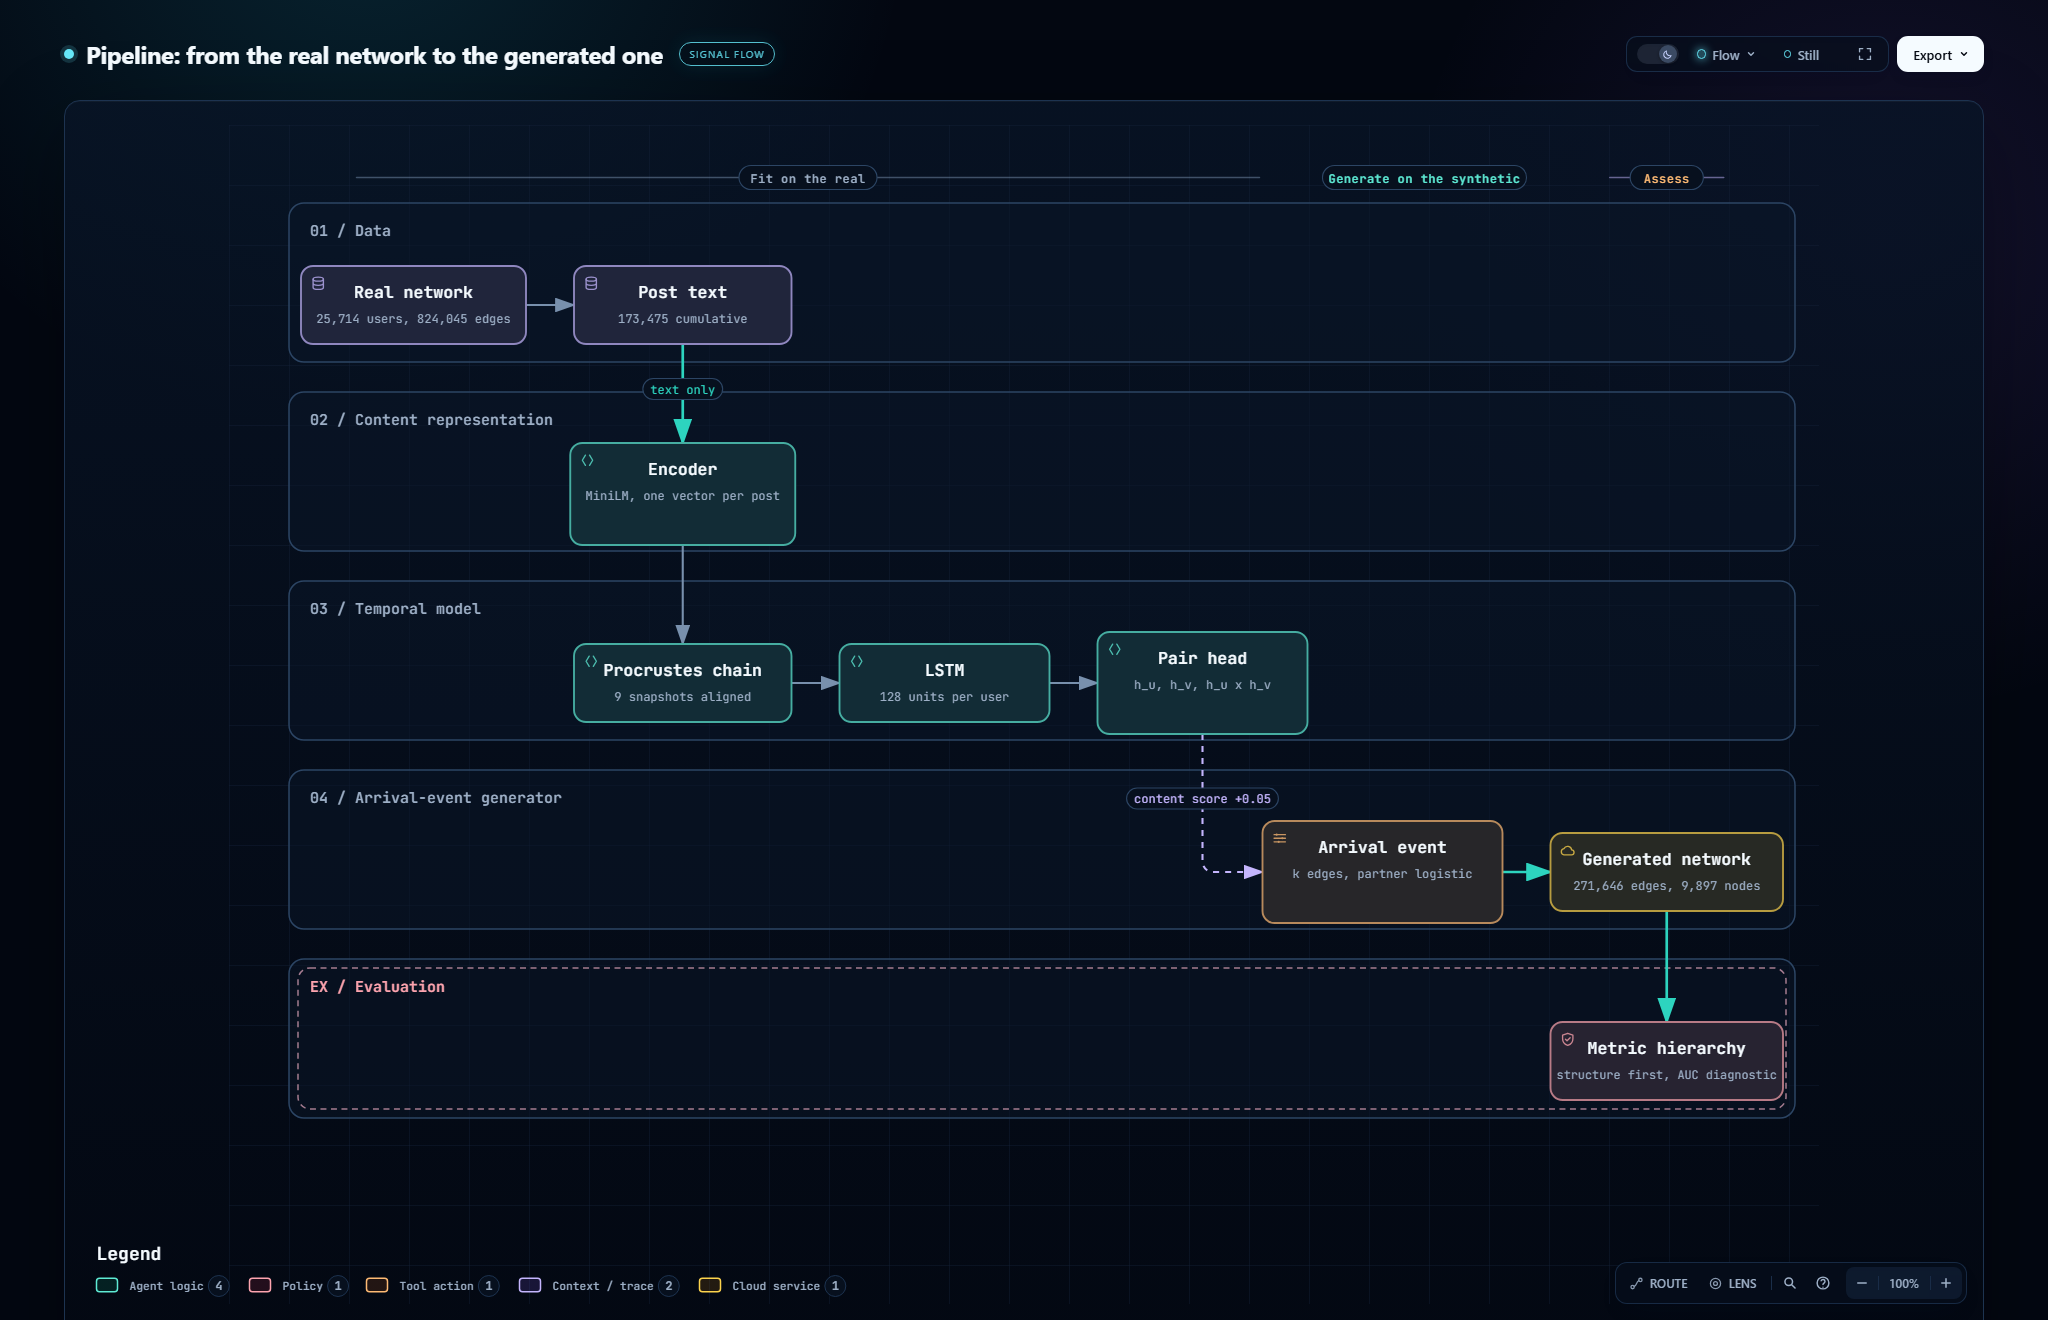 Pipeline: from the real network to the generated one
SIGNAL FLOW
Flow
Still
Export
Fit on the real
Generate on the synthetic
Assess
01 / Data
Real network
25,714 users, 824,045 edges
Post text
173,475 cumulative
text only
02 / Content representation
Encoder
MiniLM, one vector per post
03 / Temporal model
Procrustes chain
9 snapshots aligned
LSTM
128 units per user
Pair head
h_u, h_v, h_u x h_v
04 / Arrival-event generator
content score +0.05
Arrival event
k edges, partner logistic
Generated network
271,646 edges, 9,897 nodes
EX / Evaluation
Metric hierarchy
structure first, AUC diagnostic
Legend
Agent logic 4
Policy 1
Tool action 1
Context / trace 2
Cloud service 1
ROUTE
LENS
100%